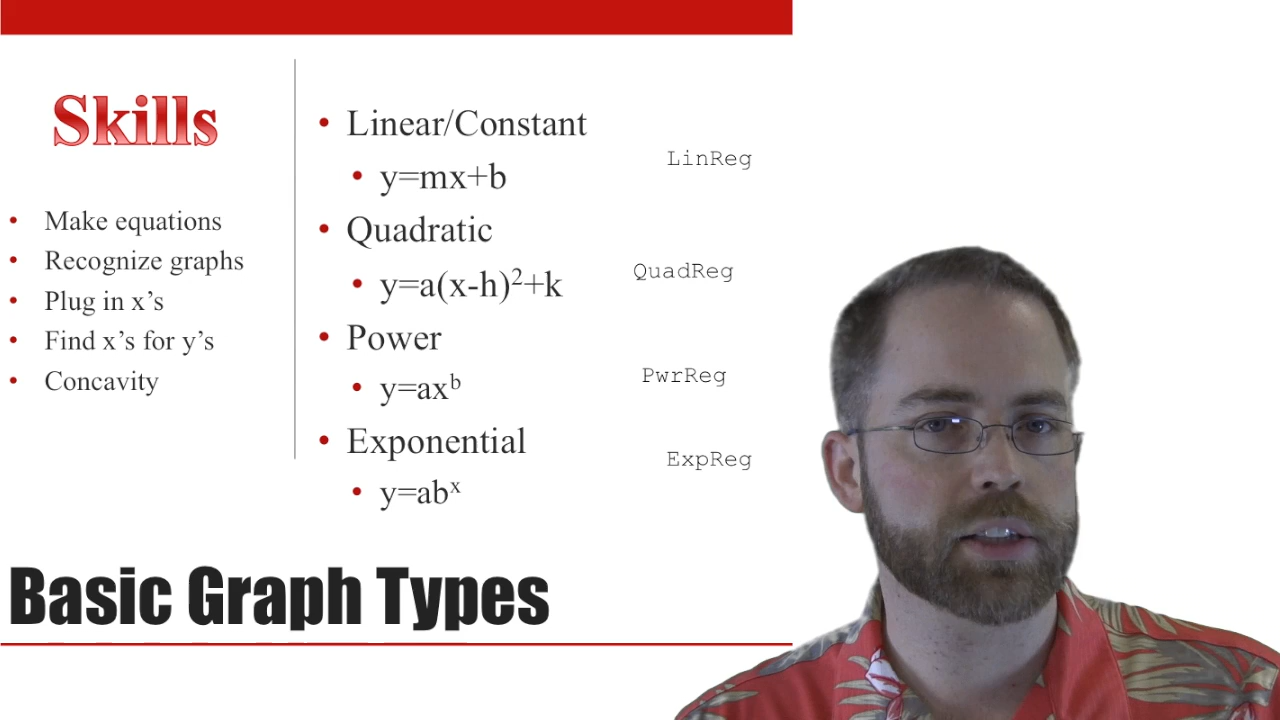 Skills
• Make equations
• Recognize graphs
• Plug in x's
• Find x's for y's
• Concavity
• Linear/Constant
• y=mx+b
LinReg
• Quadratic
• y=a(x-h)²+k
QuadReg
• Power
• y=axᵇ
PwrReg
• Exponential
• y=abˣ
ExpReg
Basic Graph Types